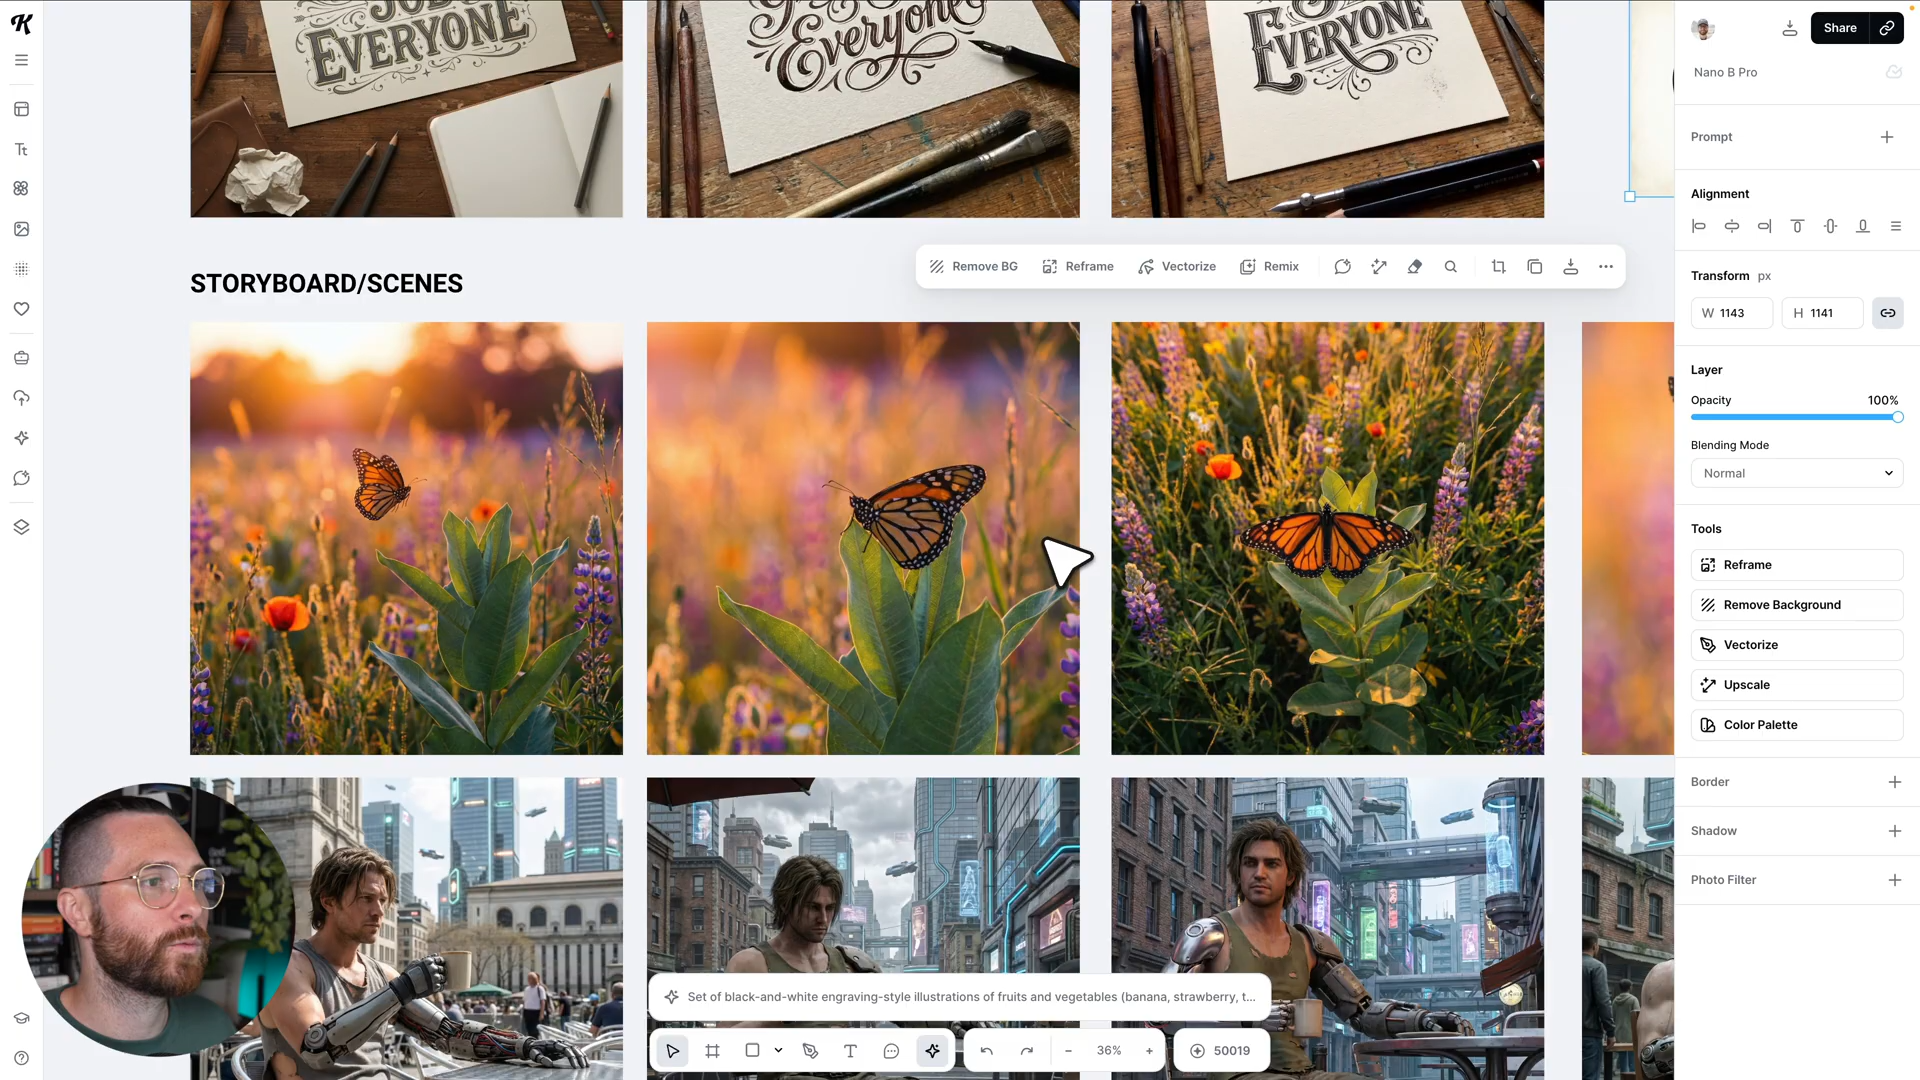 EVERYONE
Everyone
EVERYONE
Share
Nano B Pro
Prompt
Alignment
STORYBOARD/SCENES
Remove BG
Reframe
Vectorize
Remix
Transform px
W 1143
H 1141
Layer
Opacity
100%
Blending Mode
Normal
Tools
Reframe
Remove Background
Vectorize
Upscale
Color Palette
Border
Shadow
Photo Filter
Set of black-and-white engraving-style illustrations of fruits and vegetables (banana, strawberry, t...
36%
50019